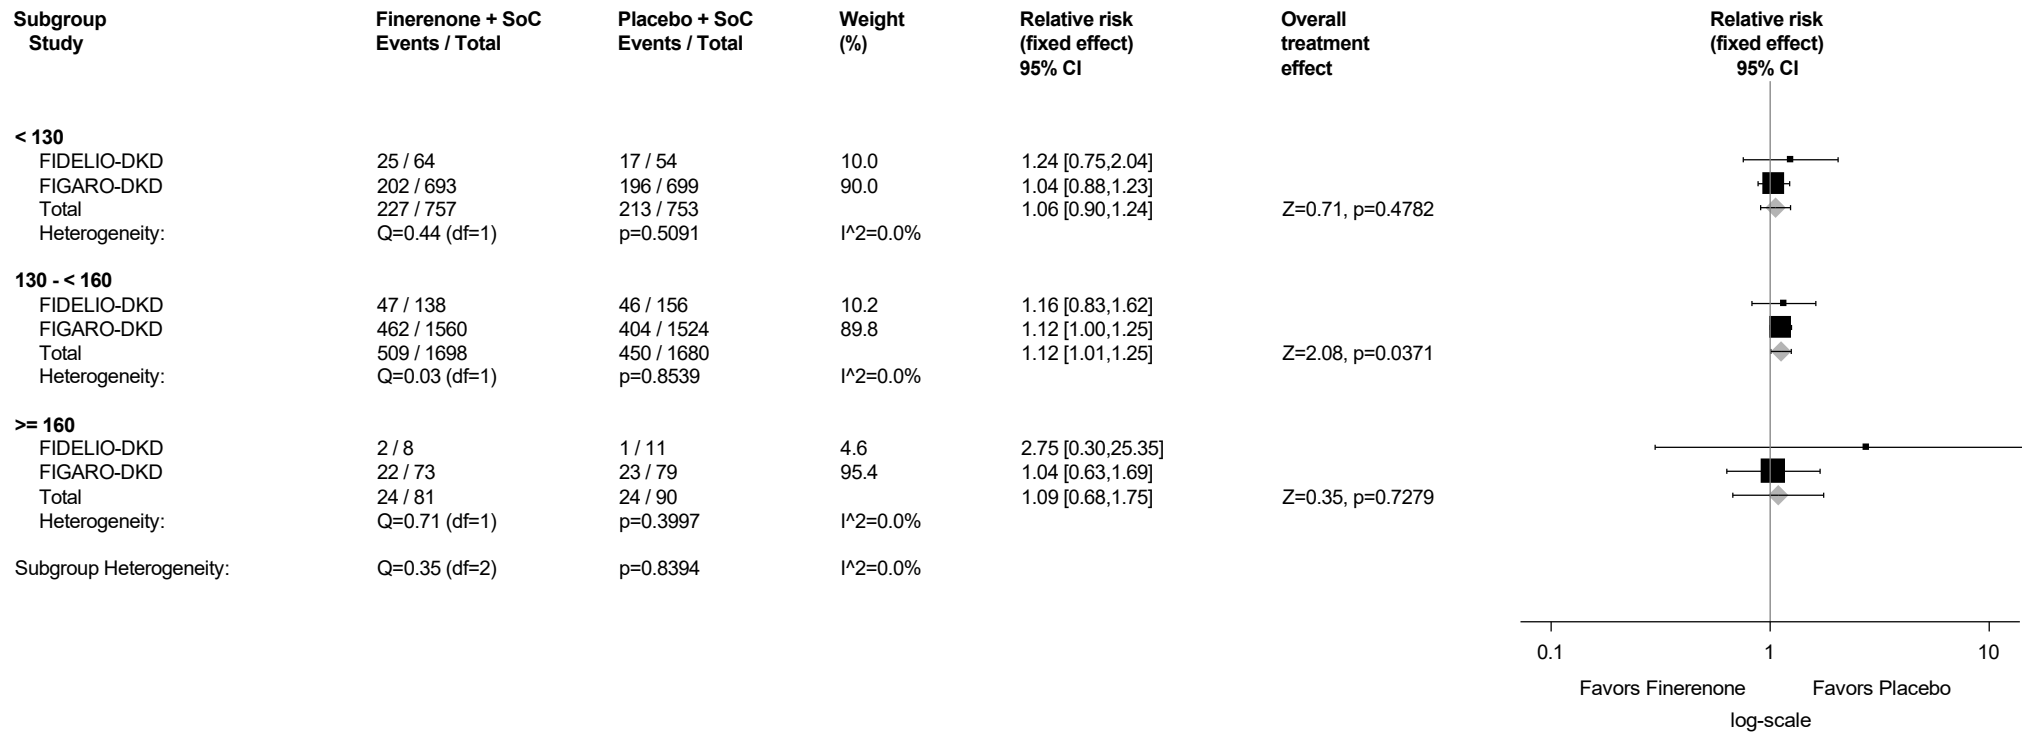 Subgroup Finerenone + SoC Placebo + SoC Weight Relative risk Overall Relative risk
Study Events / Total Events / Total (%) (fixed effect) treatment (fixed effect)
95% CI effect 95% CI
< 130
FIDELIO-DKD 25 / 64 17 / 54 10.0 1.24 [0.75,2.04]
FIGARO-DKD 202 / 693 196 / 699 90.0 1.04 [0.88,1.23]
Total 227 / 757 213 / 753 1.06 [0.90,1.24] Z=0.71, p=0.4782
Heterogeneity: Q=0.44 (df=1) p=0.5091 I^2=0.0%
130 - < 160
FIDELIO-DKD 47 / 138 46 / 156 10.2 1.16 [0.83,1.62]
FIGARO-DKD 462 / 1560 404 / 1524 89.8 1.12 [1.00,1.25]
Total 509 / 1698 450 / 1680 1.12 [1.01,1.25] Z=2.08, p=0.0371
Heterogeneity: Q=0.03 (df=1) p=0.8539 I^2=0.0%
>= 160
FIDELIO-DKD 2 / 8 1 / 11 4.6 2.75 [0.30,25.35]
FIGARO-DKD 22 / 73 23 / 79 95.4 1.04 [0.63,1.69]
Total 24 / 81 24 / 90 1.09 [0.68,1.75] Z=0.35, p=0.7279
Heterogeneity: Q=0.71 (df=1) p=0.3997 I^2=0.0%
Subgroup Heterogeneity: Q=0.35 (df=2) p=0.8394 I^2=0.0%
0.1 1 10
Favors Finerenone Favors Placebo
log-scale